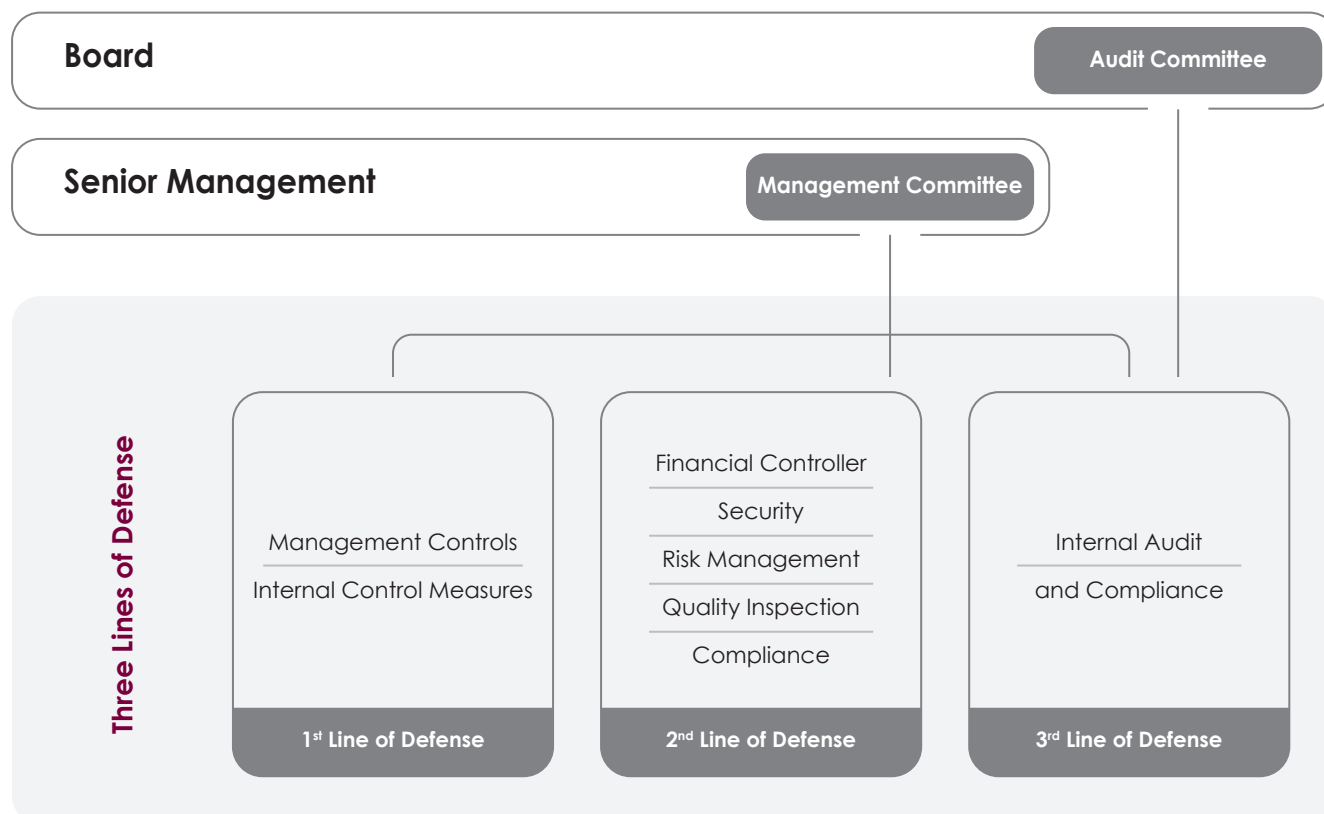 Board
Audit Committee
Senior Management
Management Committee
Three Lines of Defense
Management Controls
Internal Control Measures
1st Line of Defense
Financial Controller
Security
Risk Management
Quality Inspection
Compliance
2nd Line of Defense
Internal Audit
and Compliance
3rd Line of Defense